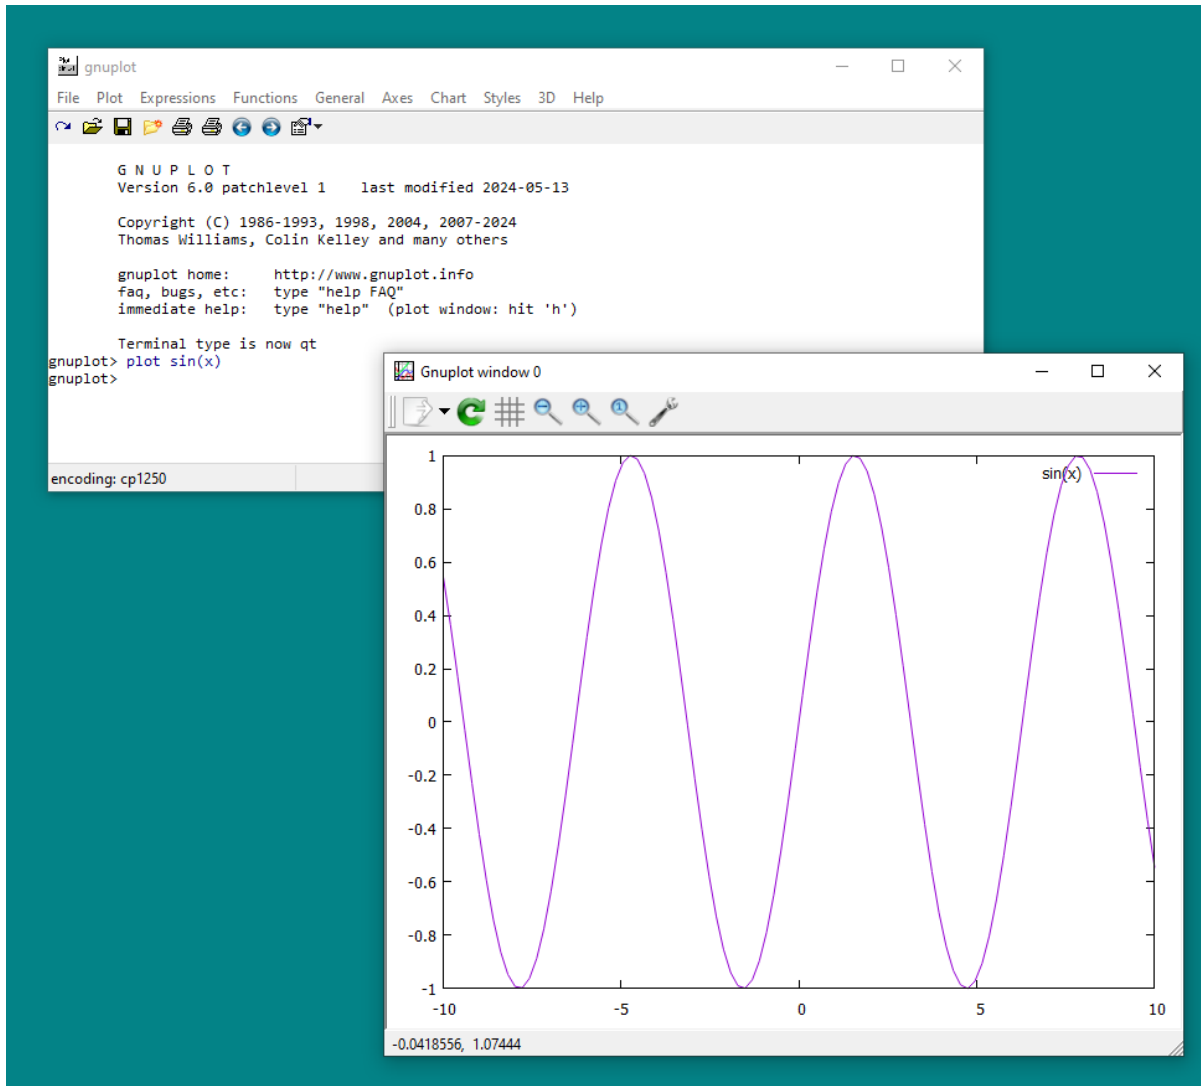 gnuplot
File Plot Expressions Functions General Axes Chart Styles 3D Help
G N U P L O T
Version 6.0 patchlevel 1    last modified 2024-05-13
Copyright (C) 1986-1993, 1998, 2004, 2007-2024
Thomas Williams, Colin Kelley and many others
gnuplot home:     http://www.gnuplot.info
faq, bugs, etc:   type "help FAQ"
immediate help:   type "help"  (plot window: hit 'h')
Terminal type is now qt
gnuplot> plot sin(x)
gnuplot>
encoding: cp1250
Gnuplot window 0
sin(x)
1
0.8
0.6
0.4
0.2
0
-0.2
-0.4
-0.6
-0.8
-1
-10 -5 0 5 10
-0.0418556, 1.07444